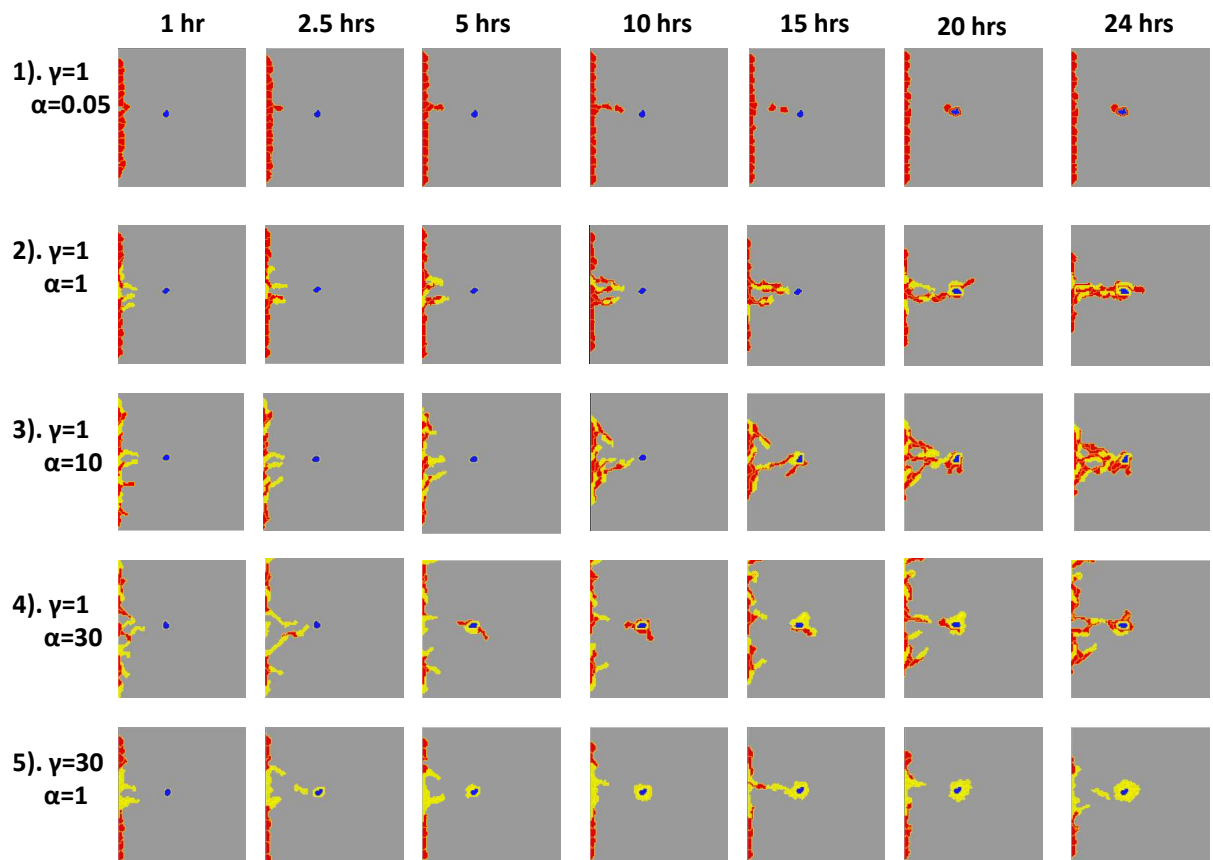 1 hr 2.5 hrs 5 hrs 10 hrs 15 hrs 20 hrs 24 hrs
1). γ=1
α=0.05
2). γ=1
α=1
3). γ=1
α=10
4). γ=1
α=30
5). γ=30
α=1